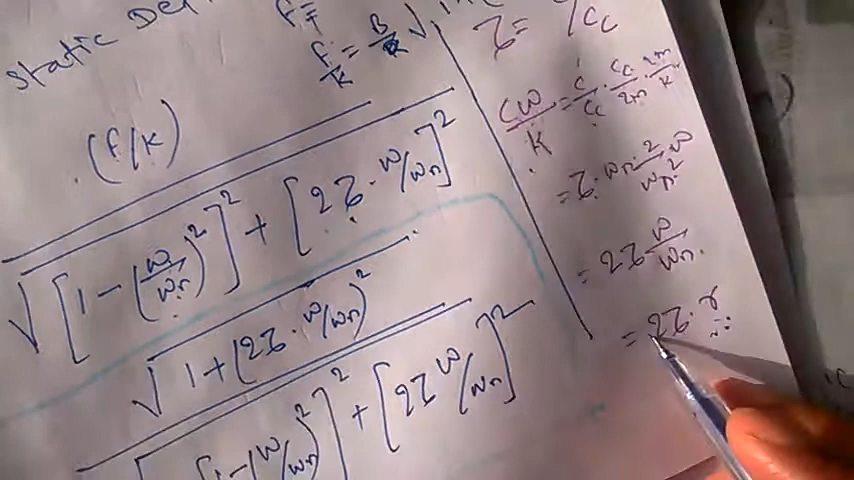 Static De
F =
F/K = B/K √
(F/K)
√[1-(ω/ωn)²]² + [2ζ·ω/ωn]²
√1+(2ζ·ω/ωn)²
[1-(ω/ωn)²]² + [2ζ ω/ωn]²
ζ = C/Cc
Cω/K = C/Cc · Cc/2m · 2m/K
= ζ·ωn·2·ω/ωn²
= 2ζ ω/ωn.
= 2ζ·r